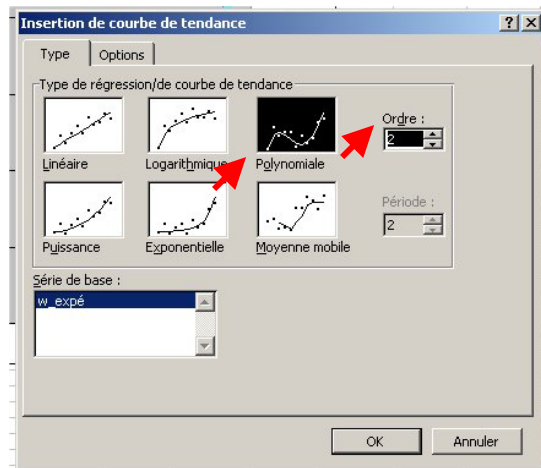 Insertion de courbe de tendance
Type
Options
Type de régression/de courbe de tendance
Ordre :
2
Linéaire
Logarithmique
Polynomiale
Période :
2
Puissance
Exponentielle
Moyenne mobile
Série de base :
w_expé
OK
Annuler